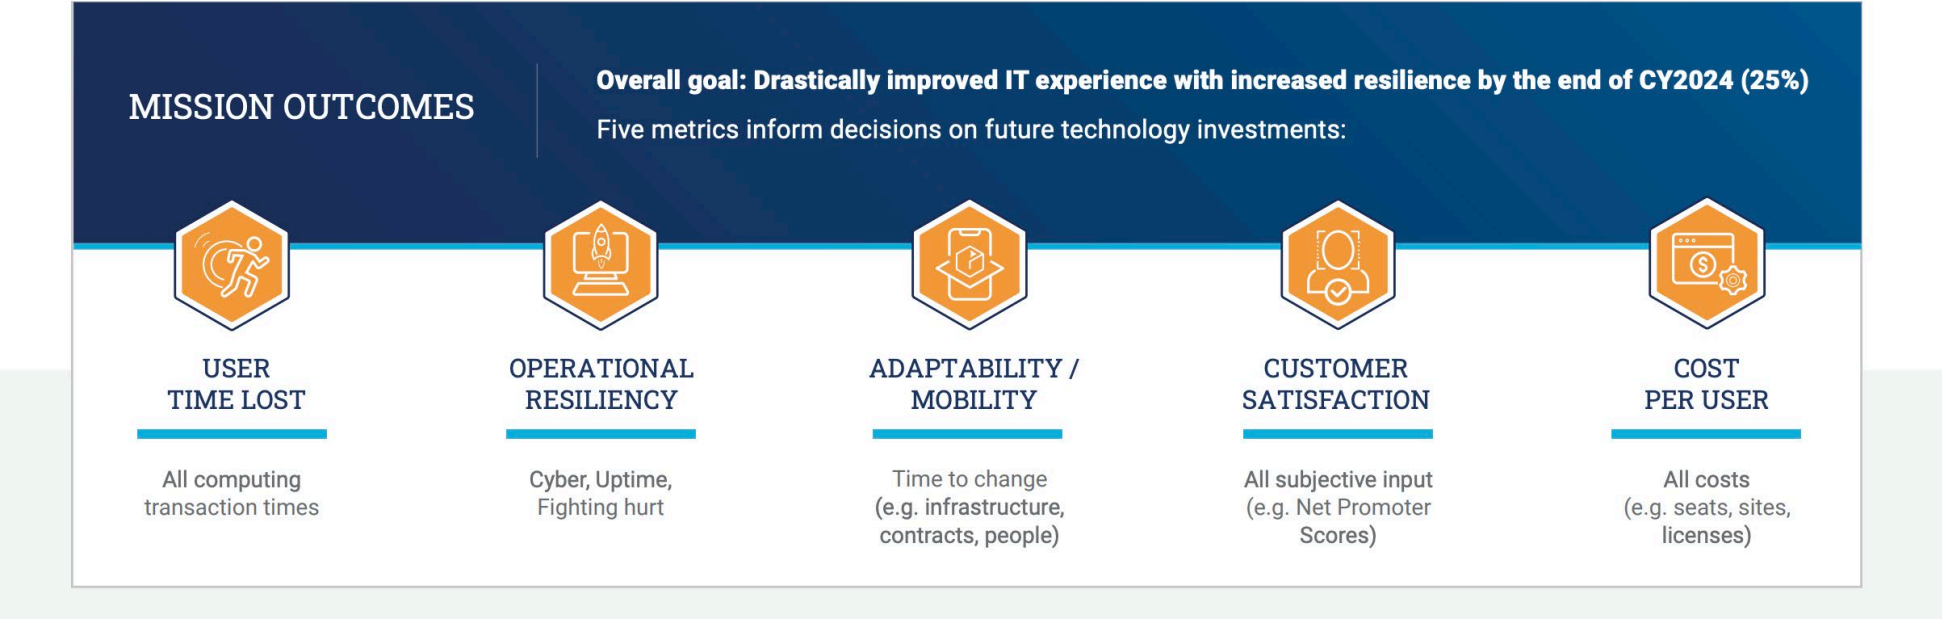 MISSION OUTCOMES
Overall goal: Drastically improved IT experience with increased resilience by the end of CY2024 (25%)
Five metrics inform decisions on future technology investments:
USER
TIME LOST
All computing
transaction times
OPERATIONAL
RESILIENCY
Cyber, Uptime,
Fighting hurt
ADAPTABILITY /
MOBILITY
Time to change
(e.g. infrastructure,
contracts, people)
CUSTOMER
SATISFACTION
All subjective input
(e.g. Net Promoter
Scores)
COST
PER USER
All costs
(e.g. seats, sites,
licenses)